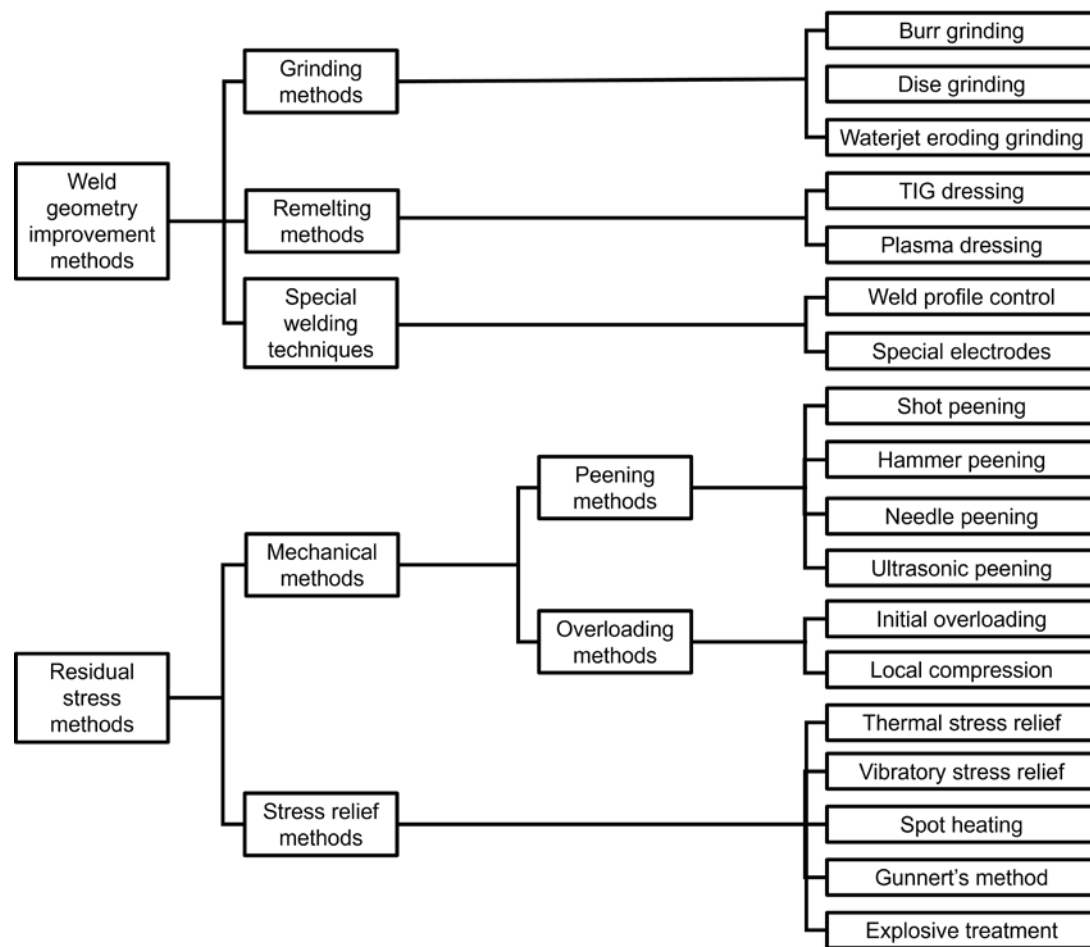 Burr grinding
Grinding
methods
Dise grinding
Waterjet eroding grinding
Weld
geometry
improvement
methods
Remelting
methods
TIG dressing
Plasma dressing
Special
welding
techniques
Weld profile control
Special electrodes
Shot peening
Peening
methods
Hammer peening
Needle peening
Mechanical
methods
Ultrasonic peening
Overloading
methods
Initial overloading
Local compression
Residual
stress
methods
Thermal stress relief
Vibratory stress relief
Stress relief
methods
Spot heating
Gunnert's method
Explosive treatment